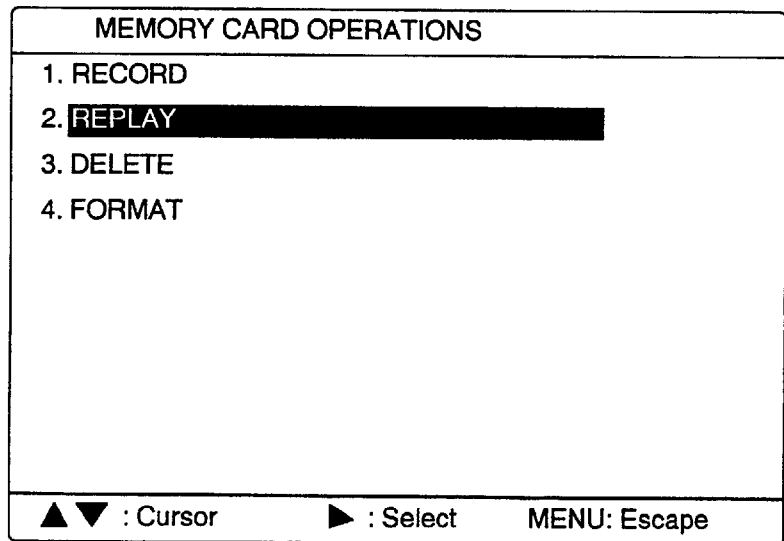 MEMORY CARD OPERATIONS
1. RECORD
2. REPLAY
3. DELETE
4. FORMAT
▲ ▼ : Cursor ▶ : Select MENU: Escape